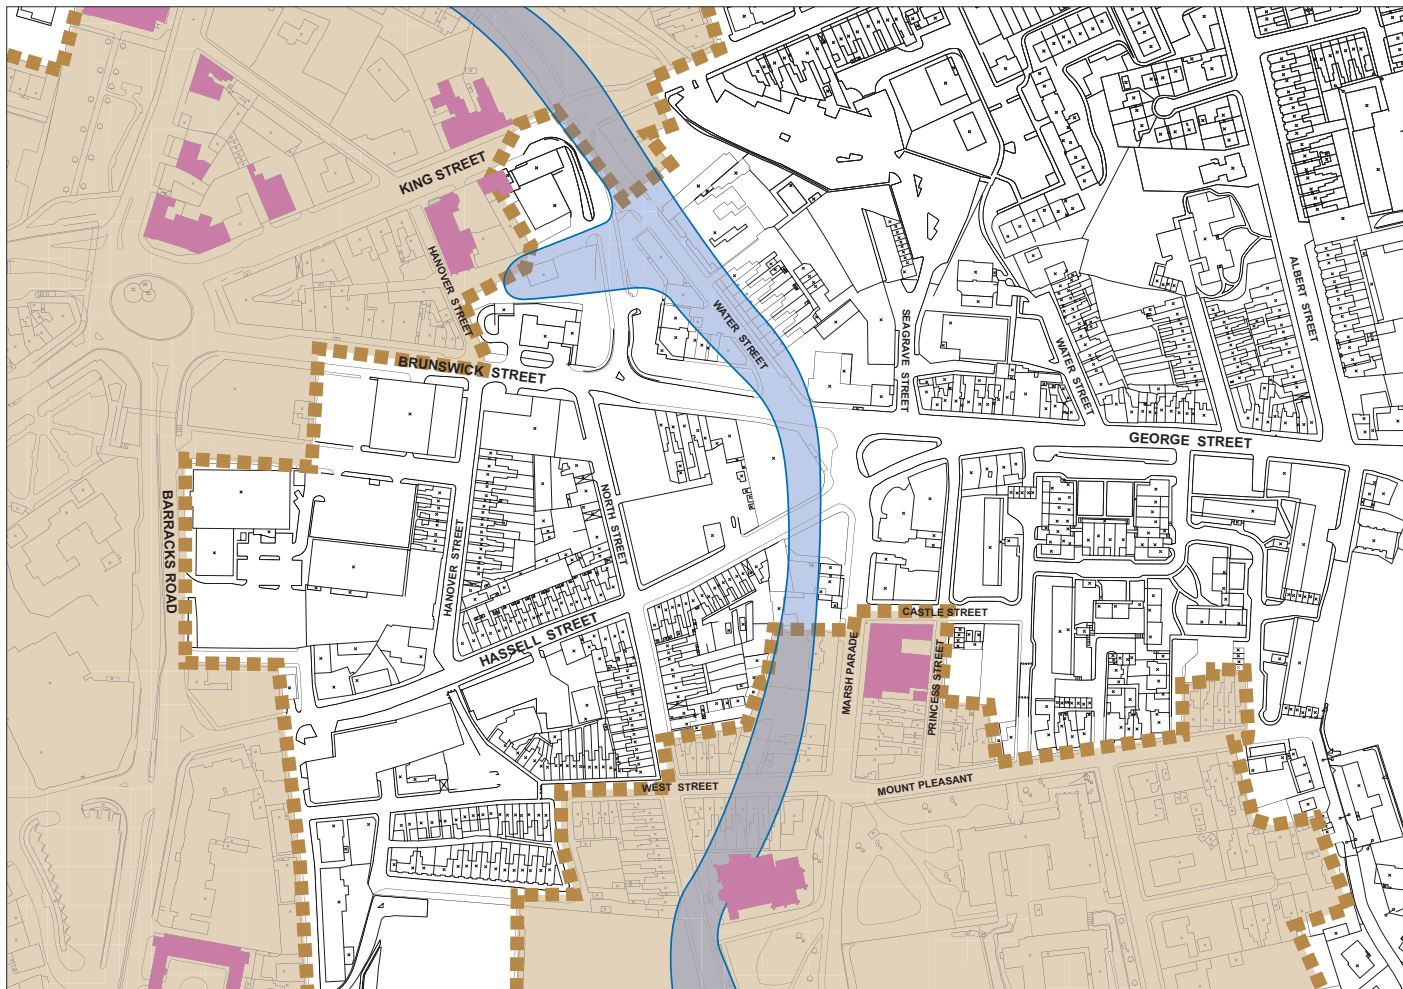 KING STREET
HANOVER STREET
WATER STREET
ALBERT STREET
SEAGRAVE STREET
WATER STREET
BRUNSWICK STREET
GEORGE STREET
BARRACKS ROAD
NORTH STREET
HANOVER STREET
HASSELL STREET
CASTLE STREET
MARSH PARADE
PRINCESS STREET
WEST STREET
MOUNT PLEASANT